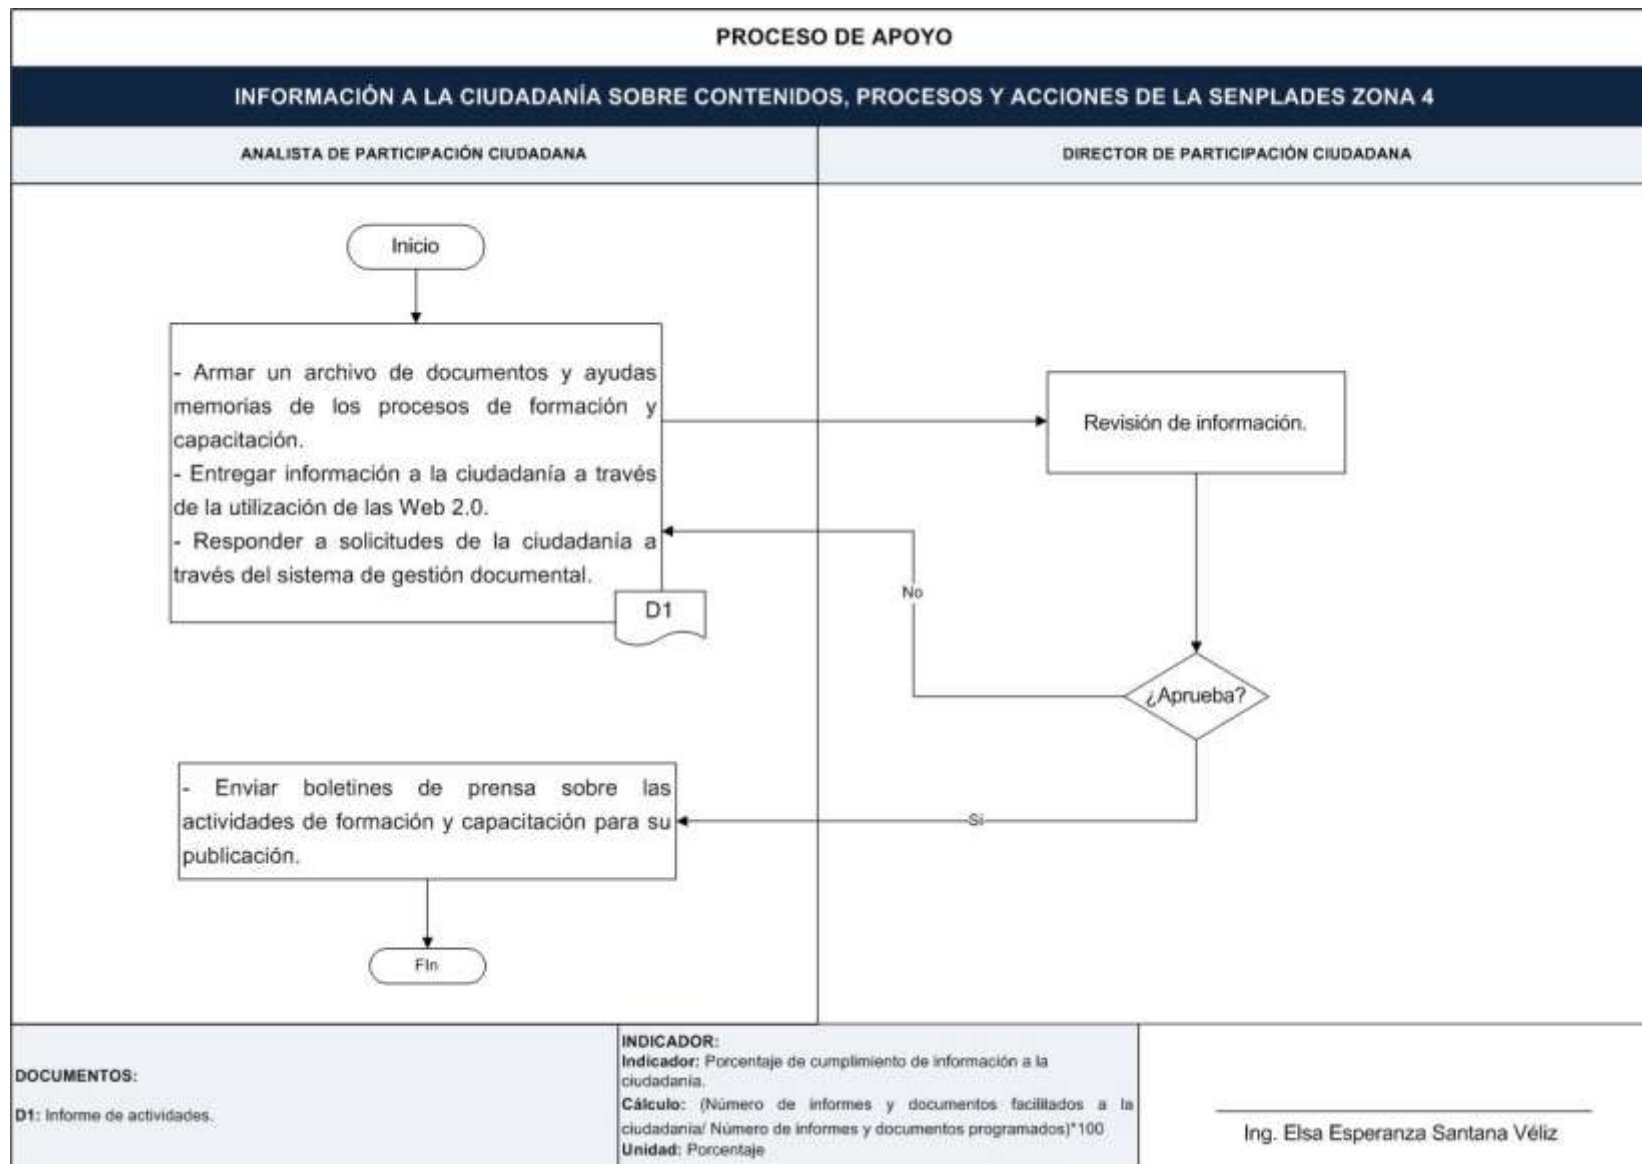 PROCESO DE APOYO
INFORMACIÓN A LA CIUDADANÍA SOBRE CONTENIDOS, PROCESOS Y ACCIONES DE LA SENPLADES ZONA 4
ANALISTA DE PARTICIPACIÓN CIUDADANA
DIRECTOR DE PARTICIPACIÓN CIUDADANA
Inicio
- Armar un archivo de documentos y ayudas
memorias de los procesos de formación y
capacitación.
- Entregar información a la ciudadanía a través
de la utilización de las Web 2.0.
- Responder a solicitudes de la ciudadanía a
través del sistema de gestión documental.
D1
Revisión de información.
No
¿Aprueba?
- Enviar boletines de prensa sobre las
actividades de formación y capacitación para su
publicación.
Si
FIn
DOCUMENTOS:
D1: Informe de actividades.
INDICADOR:
Indicador: Porcentaje de cumplimiento de información a la
ciudadanía.
Cálculo: (Número de informes y documentos facilitados a la
ciudadanía/ Número de informes y documentos programados)*100
Unidad: Porcentaje
Ing. Elsa Esperanza Santana Véliz